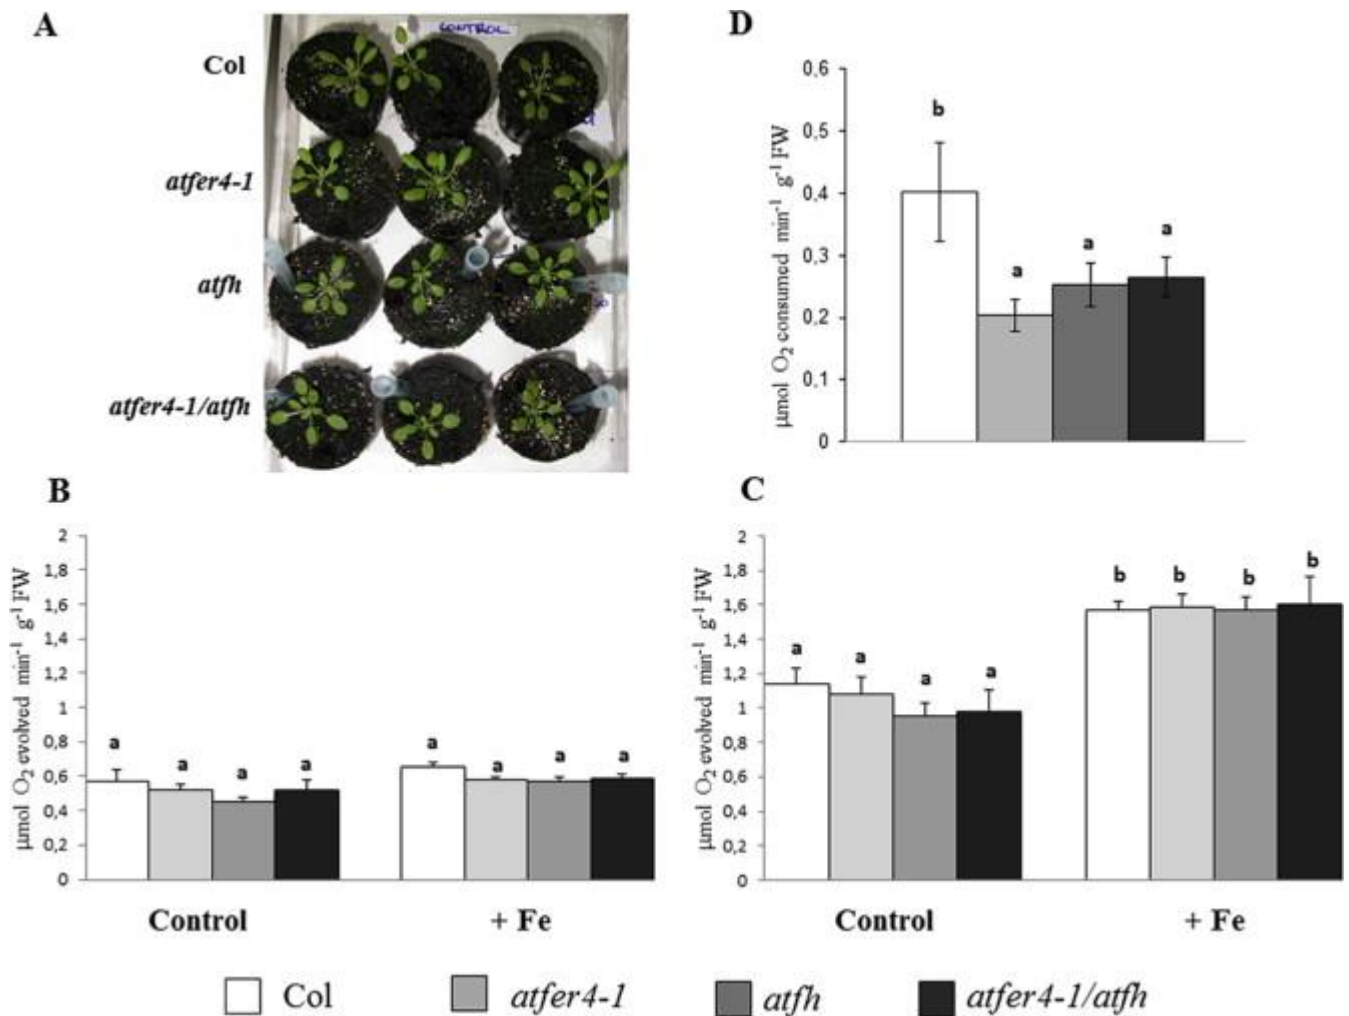 A
CONTROL
Col
atfer4-1
atfh
atfer4-1/atfh
D
µmol O₂ consumed min⁻¹ g⁻¹ FW
0,6
0,5
0,4
0,3
0,2
0,1
0
b
a
a
a
B
µmol O₂ evolved min⁻¹ g⁻¹ FW
2
1,8
1,6
1,4
1,2
1
0,8
0,6
0,4
0,2
0
a
a
a
a
a
a
a
a
Control
+ Fe
C
µmol O₂ evolved min⁻¹ g⁻¹ FW
2
1,8
1,6
1,4
1,2
1
0,8
0,6
0,4
0,2
0
a
a
a
a
b
b
b
b
Control
+ Fe
Col
atfer4-1
atfh
atfer4-1/atfh